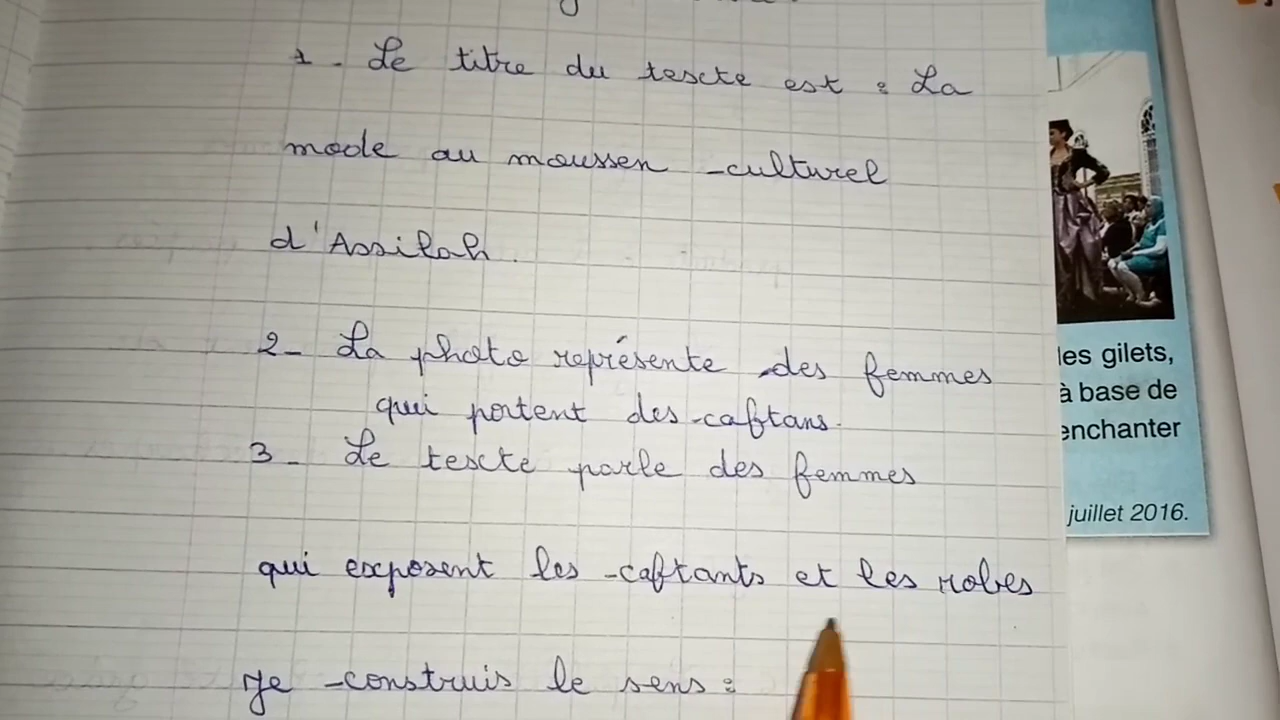 1. Le titre du texte est : La
mode au moussen culturel
d'Assilah.
2- La photo représente des femmes
qui portent des caftans.
3- Le texte parle des femmes
qui exposent les caftants et les robes
Je construis le sens :
les gilets,
à base de
enchanter
juillet 2016.